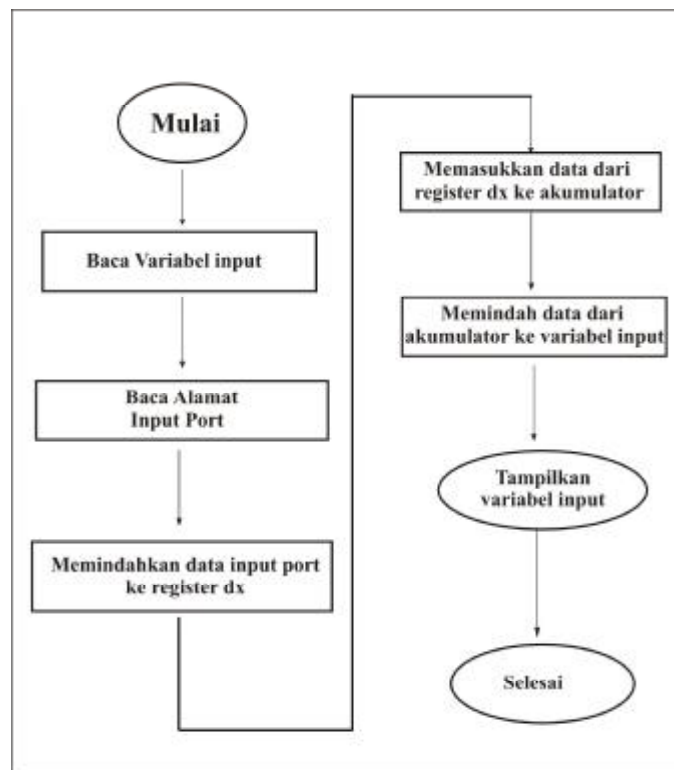 Mulai
Baca Variabel input
Baca Alamat
Input Port
Memindahkan data input port
ke register dx
Memasukkan data dari
register dx ke akumulator
Memindah data dari
akumulator ke variabel input
Tampilkan
variabel input
Selesai